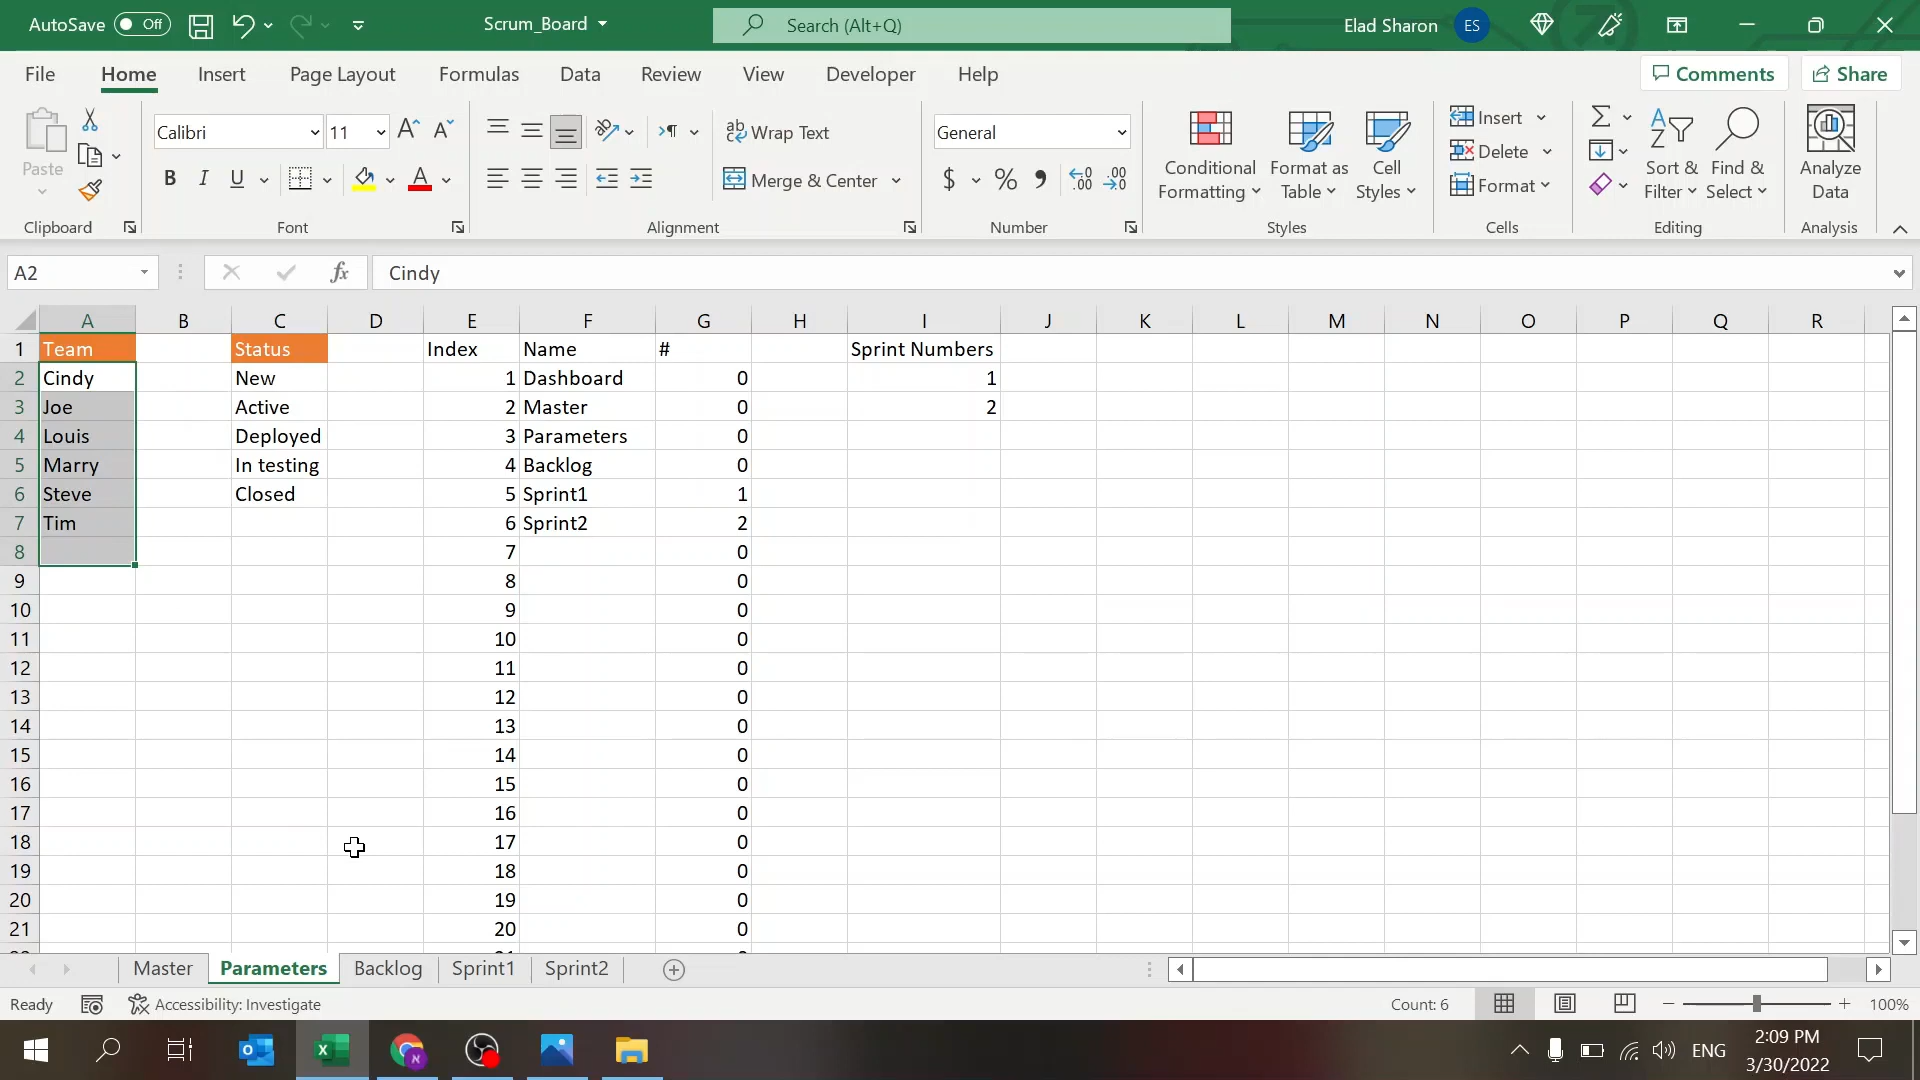 AutoSave Off Scrum_Board Search (Alt+Q) Elad Sharon ES
File Home Insert Page Layout Formulas Data Review View Developer Help Comments Share
Paste Calibri 11 Wrap Text General Conditional Formatting Format as Table Cell Styles Insert Sort & Filter Find & Select Analyze Data
B I U Merge & Center $ % Delete
Format
Clipboard Font Alignment Number Styles Cells Editing Analysis
A2 fx Cindy
A B C D E F G H I J K L M N O P Q R
1 Team Status Index Name # Sprint Numbers
2 Cindy New 1 Dashboard 0 1
3 Joe Active 2 Master 0 2
4 Louis Deployed 3 Parameters 0
5 Marry In testing 4 Backlog 0
6 Steve Closed 5 Sprint1 1
7 Tim 6 Sprint2 2
8 7 0
9 8 0
10 9 0
11 10 0
12 11 0
13 12 0
14 13 0
15 14 0
16 15 0
17 16 0
18 17 0
19 18 0
20 19 0
21 20 0
Master Parameters Backlog Sprint1 Sprint2
Ready Accessibility: Investigate Count: 6 100%
ENG 2:09 PM
3/30/2022